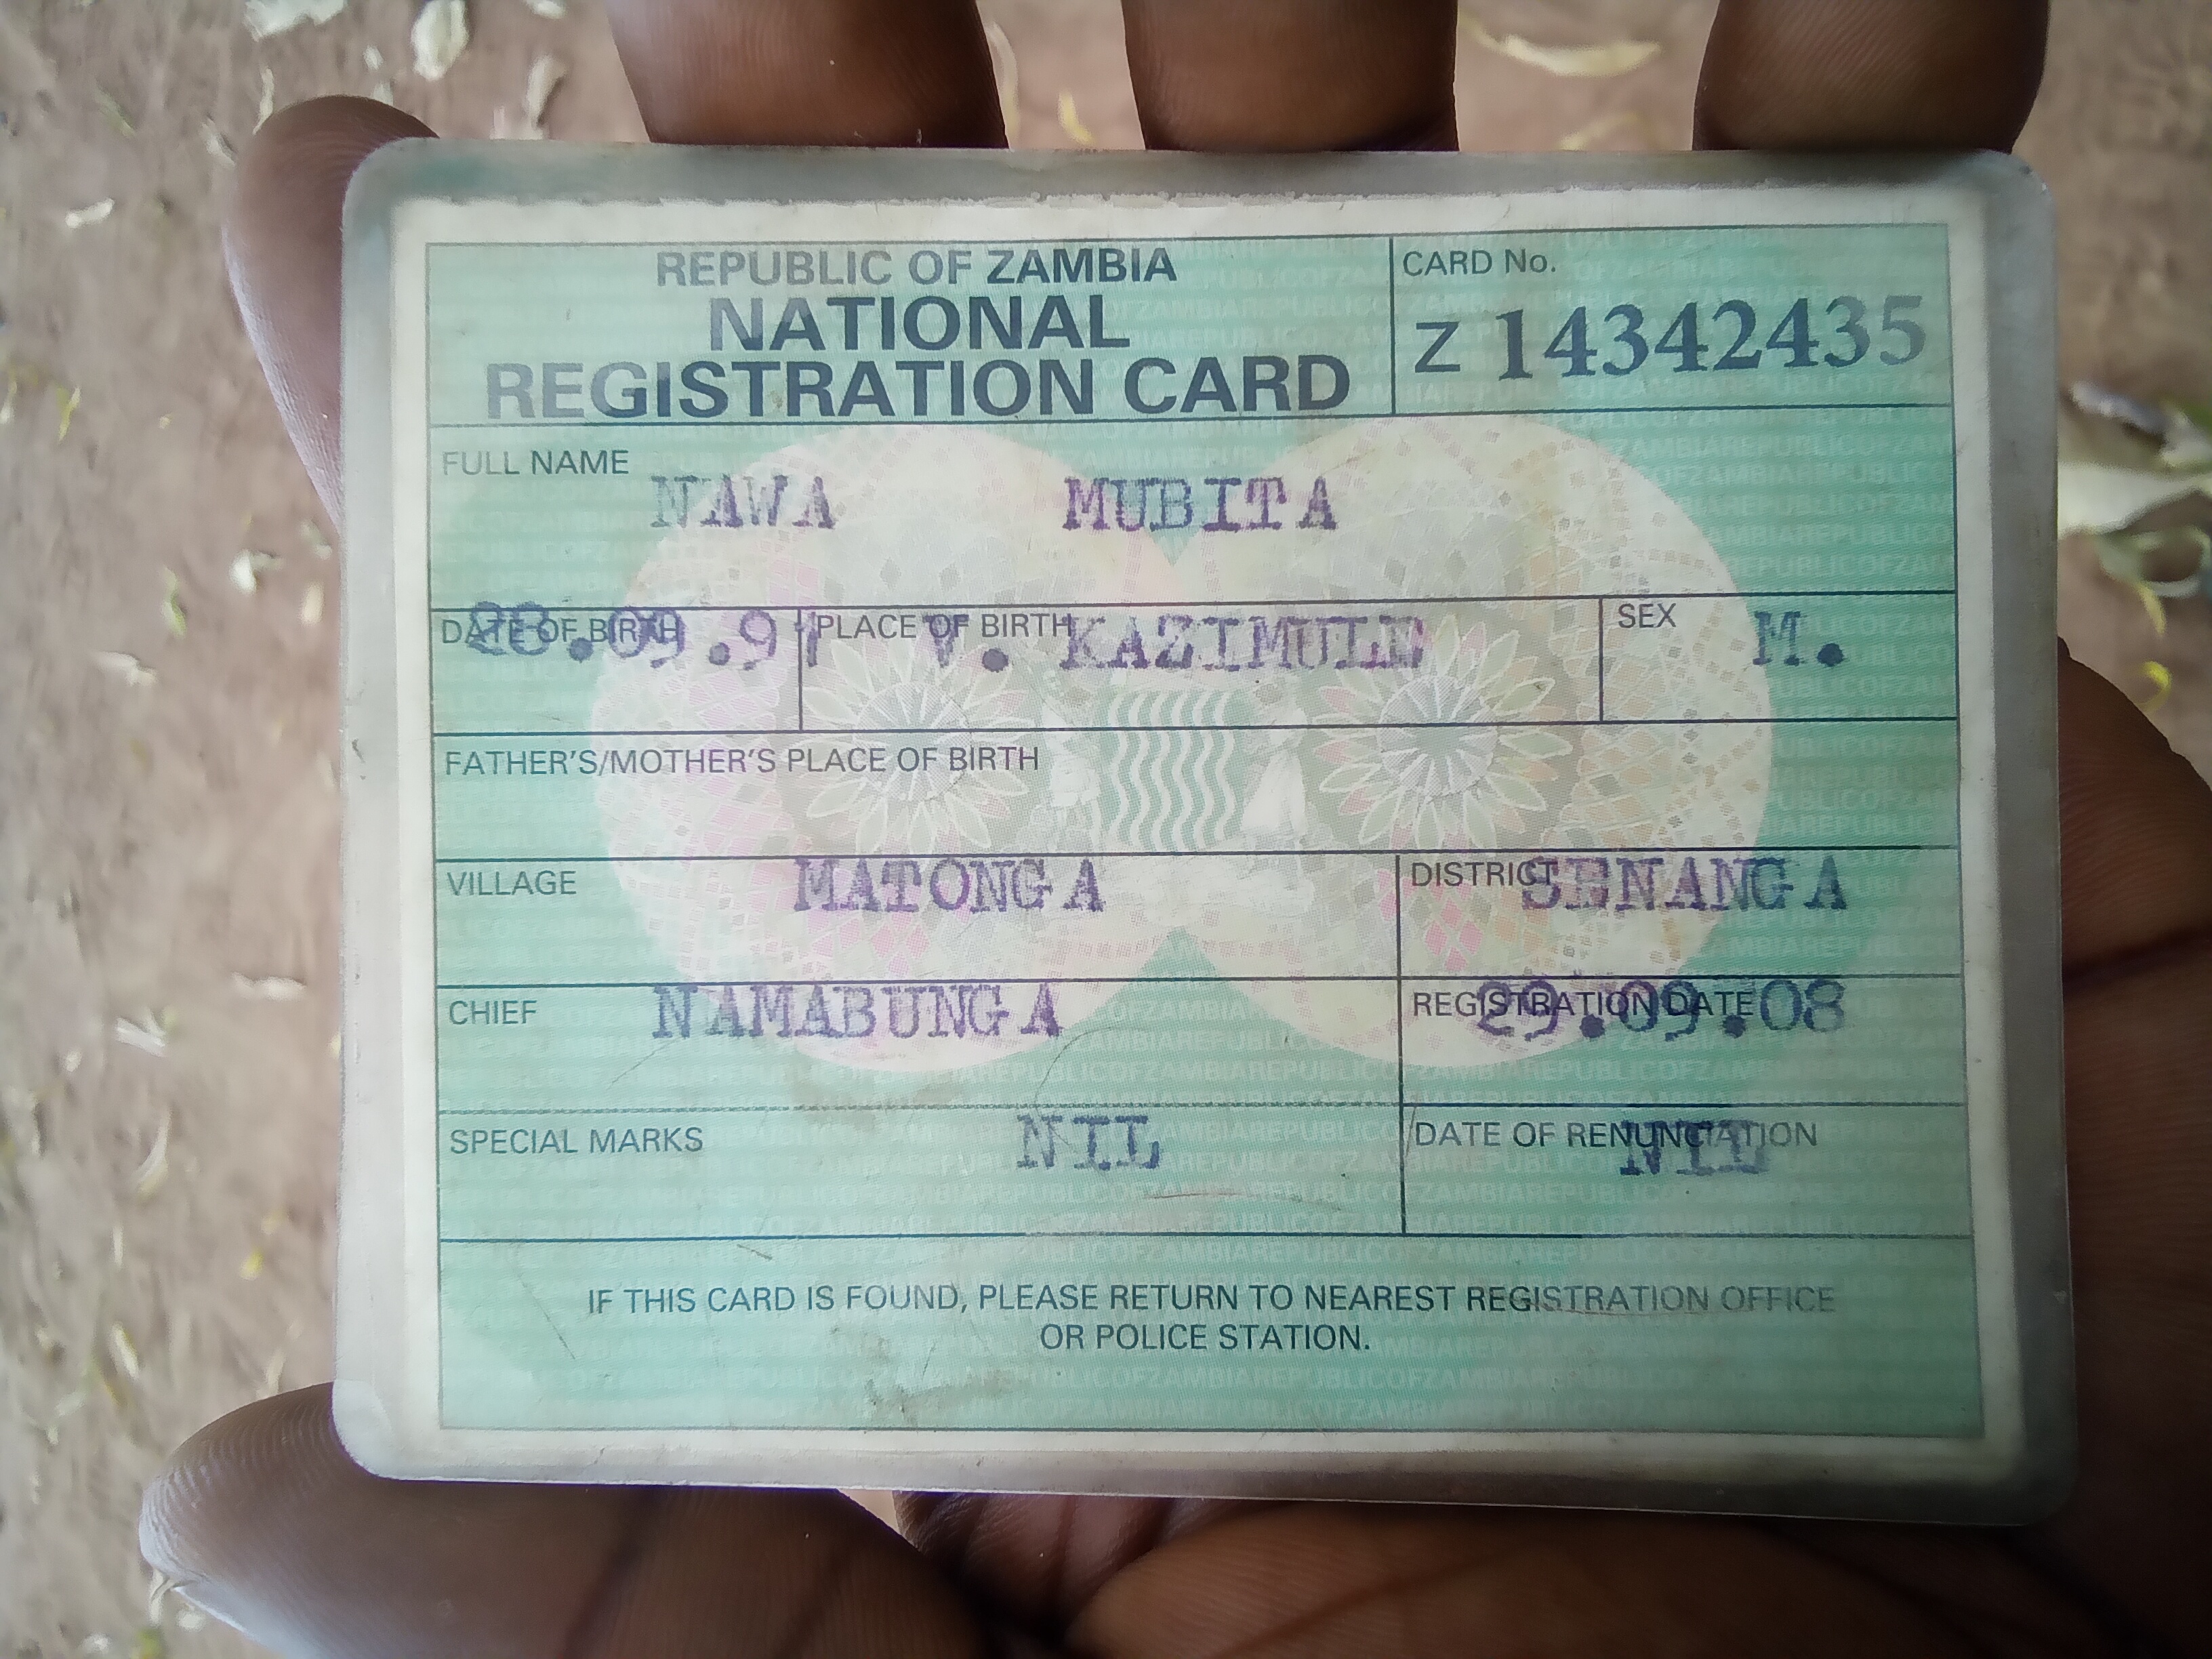 REPUBLIC OF ZAMBIA
NATIONAL
REGISTRATION CARD
CARD No.
Z 14342435
FULL NAME
NAWA MUBITA
DATE OF BIRTH 28.09.91
PLACE OF BIRTH V. KAZIMULE
SEX M.
FATHER'S/MOTHER'S PLACE OF BIRTH
VILLAGE MATONGA
DISTRICT SENANGA
CHIEF NAMABUNGA
REGISTRATION DATE 29.09.08
SPECIAL MARKS NIL
DATE OF RENUNCIATION NIL
IF THIS CARD IS FOUND, PLEASE RETURN TO NEAREST REGISTRATION OFFICE
OR POLICE STATION.